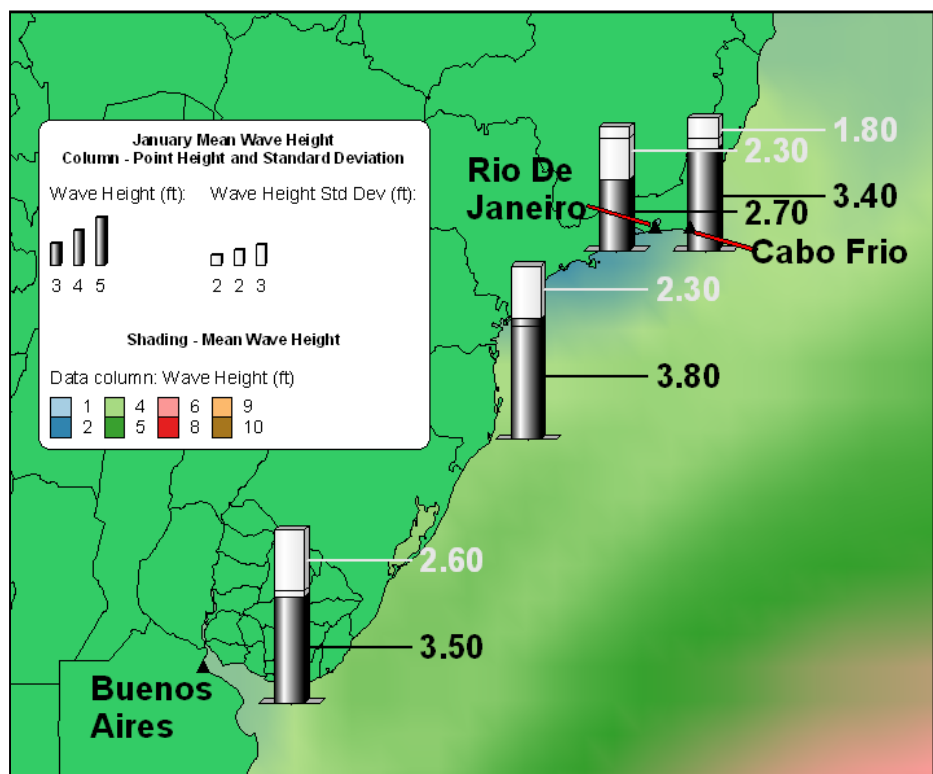 January Mean Wave Height
Column - Point Height and Standard Deviation
Wave Height (ft):
Wave Height Std Dev (ft):
3 4 5
2 2 3
Shading - Mean Wave Height
Data column: Wave Height (ft)
1 4 6 9
2 5 8 10
1.80
2.30
Rio De
Janeiro
3.40
2.70
Cabo Frio
2.30
3.80
2.60
3.50
Buenos
Aires